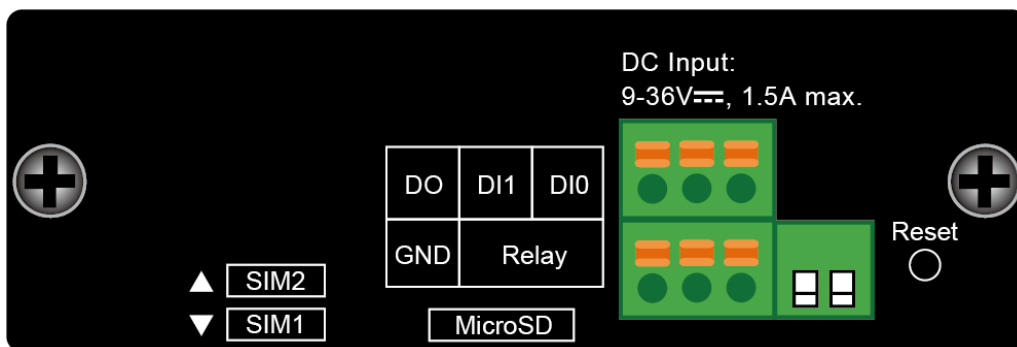 DC Input:
9-36V⎓, 1.5A max.
DO DI1 DI0
GND Relay
Reset
▲ SIM2
▼ SIM1
MicroSD